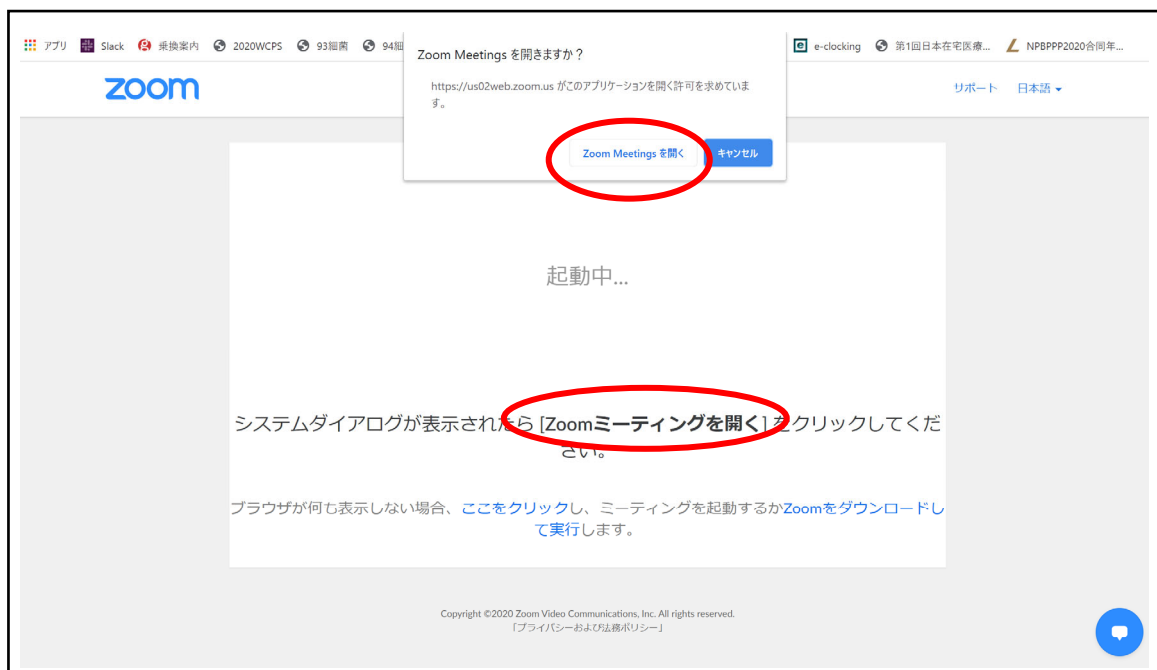 アプリ Slack 乗換案内 2020WCPS 93細菌 94細 e-clocking 第1回日本在宅医療... NPBPPP2020合同年...
Zoom Meetings を開きますか？
https://us02web.zoom.us がこのアプリケーションを開く許可を求めていま
す。
Zoom Meetings を開く キャンセル
zoom サポート 日本語
起動中...
システムダイアログが表示されたら [Zoomミーティングを開く] をクリックしてくだ
さい。
ブラウザが何も表示しない場合、ここをクリックし、ミーティングを起動するかZoomをダウンロードし
て実行します。
Copyright ©2020 Zoom Video Communications, Inc. All rights reserved.
「プライバシーおよび法務ポリシー」